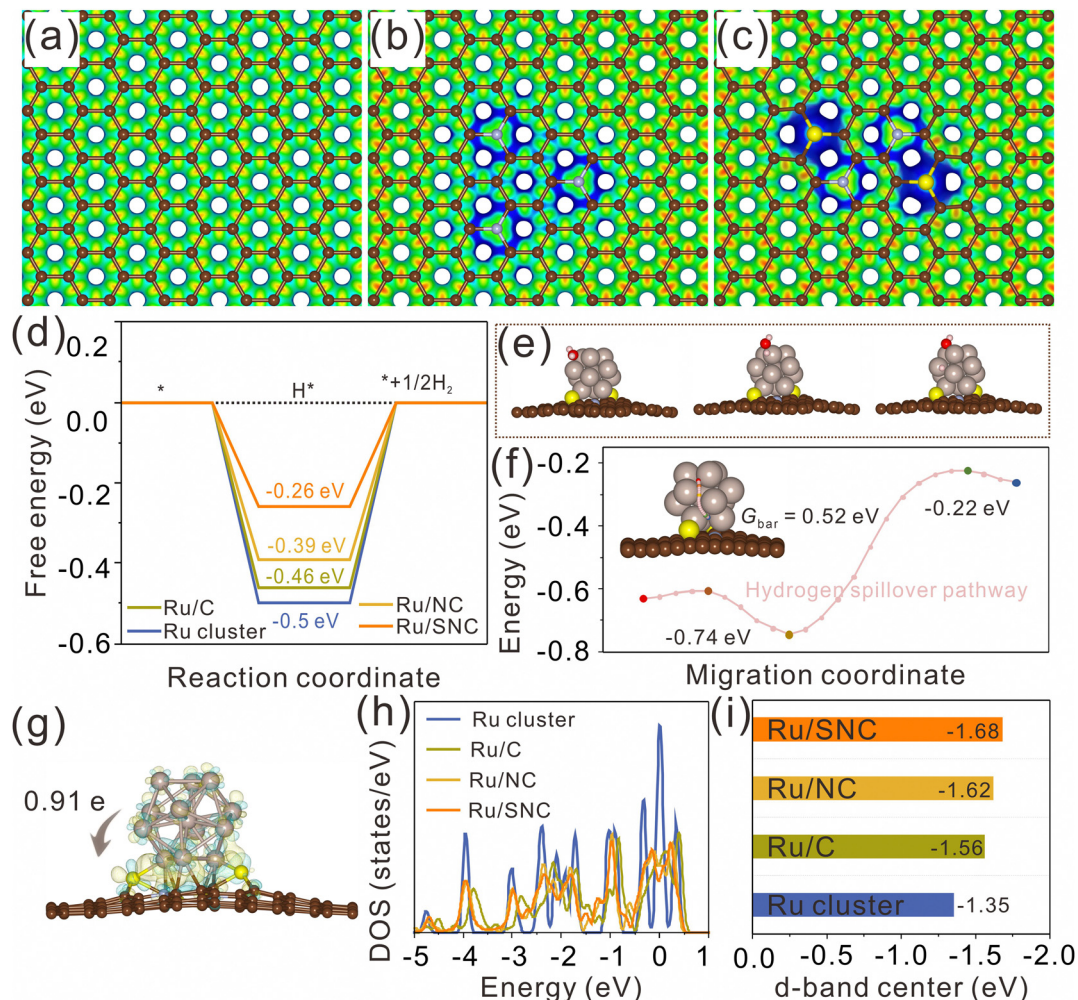 (a)
(b)
(c)
(d)
Free energy (eV)
0.2
0.0
-0.2
-0.4
-0.6
*
H*
*+1/2H₂
-0.26 eV
-0.39 eV
-0.46 eV
-0.5 eV
Ru/C
Ru cluster
Ru/NC
Ru/SNC
Reaction coordinate
(e)
(f)
Energy (eV)
-0.2
-0.4
-0.6
-0.8
G_bar = 0.52 eV
-0.22 eV
Hydrogen spillover pathway
-0.74 eV
Migration coordinate
(g)
0.91 e
(h)
DOS (states/eV)
Ru cluster
Ru/C
Ru/NC
Ru/SNC
-5 -4 -3 -2 -1 0 1
Energy (eV)
(i)
Ru/SNC -1.68
Ru/NC -1.62
Ru/C -1.56
Ru cluster -1.35
0.0 -0.5 -1.0 -1.5 -2.0
d-band center (eV)